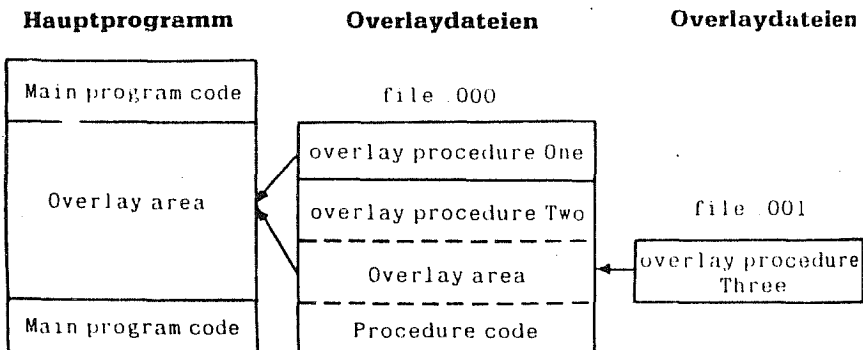 Hauptprogramm
Overlaydateien
Overlaydateien
Main program code
Overlay area
Main program code
file .000
overlay procedure One
overlay procedure Two
Overlay area
Procedure code
file .001
overlay procedure
Three